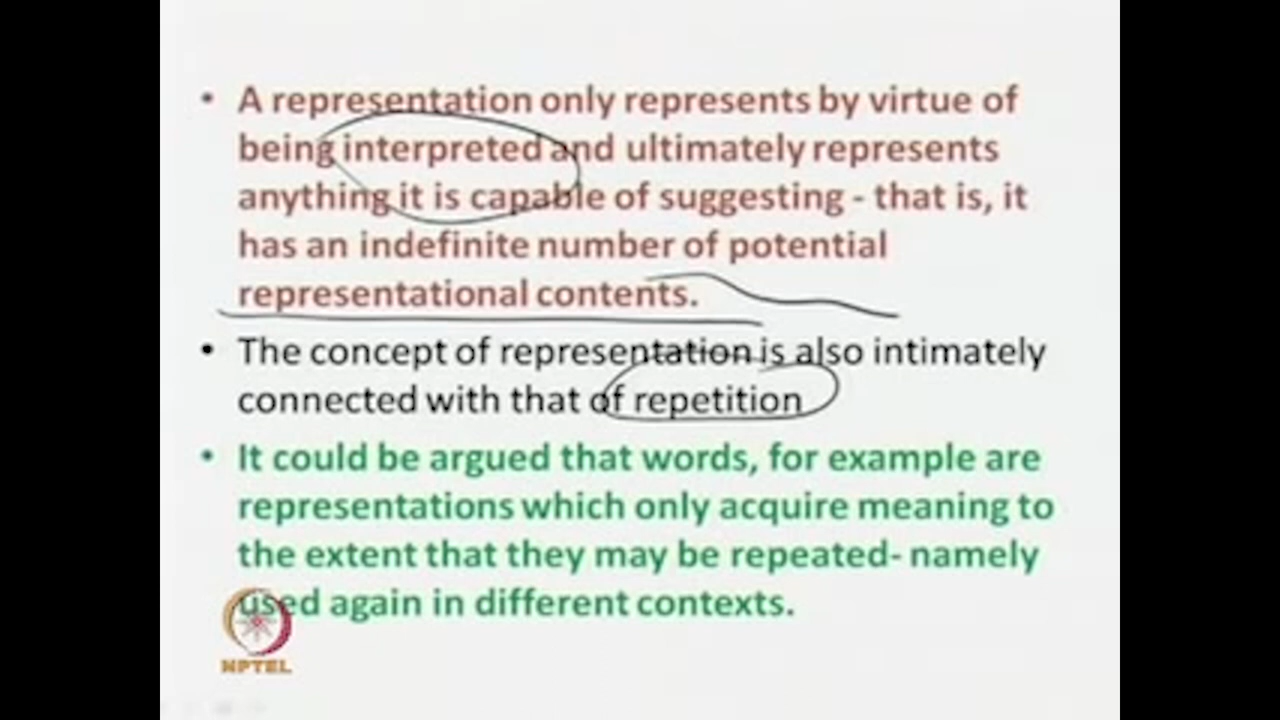 • A representation only represents by virtue of
being interpreted and ultimately represents
anything it is capable of suggesting - that is, it
has an indefinite number of potential
representational contents.
• The concept of representation is also intimately
connected with that of repetition
• It could be argued that words, for example are
representations which only acquire meaning to
the extent that they may be repeated- namely
used again in different contexts.
NPTEL